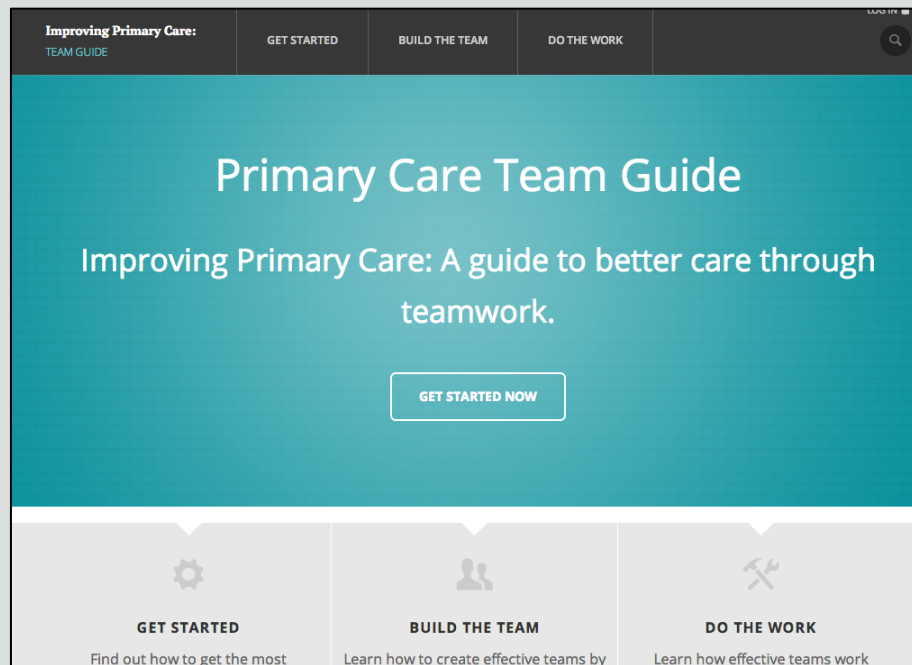 LOG IN
Improving Primary Care:
TEAM GUIDE
GET STARTED
BUILD THE TEAM
DO THE WORK
Primary Care Team Guide
Improving Primary Care: A guide to better care through
teamwork.
GET STARTED NOW
GET STARTED
Find out how to get the most
BUILD THE TEAM
Learn how to create effective teams by
DO THE WORK
Learn how effective teams work